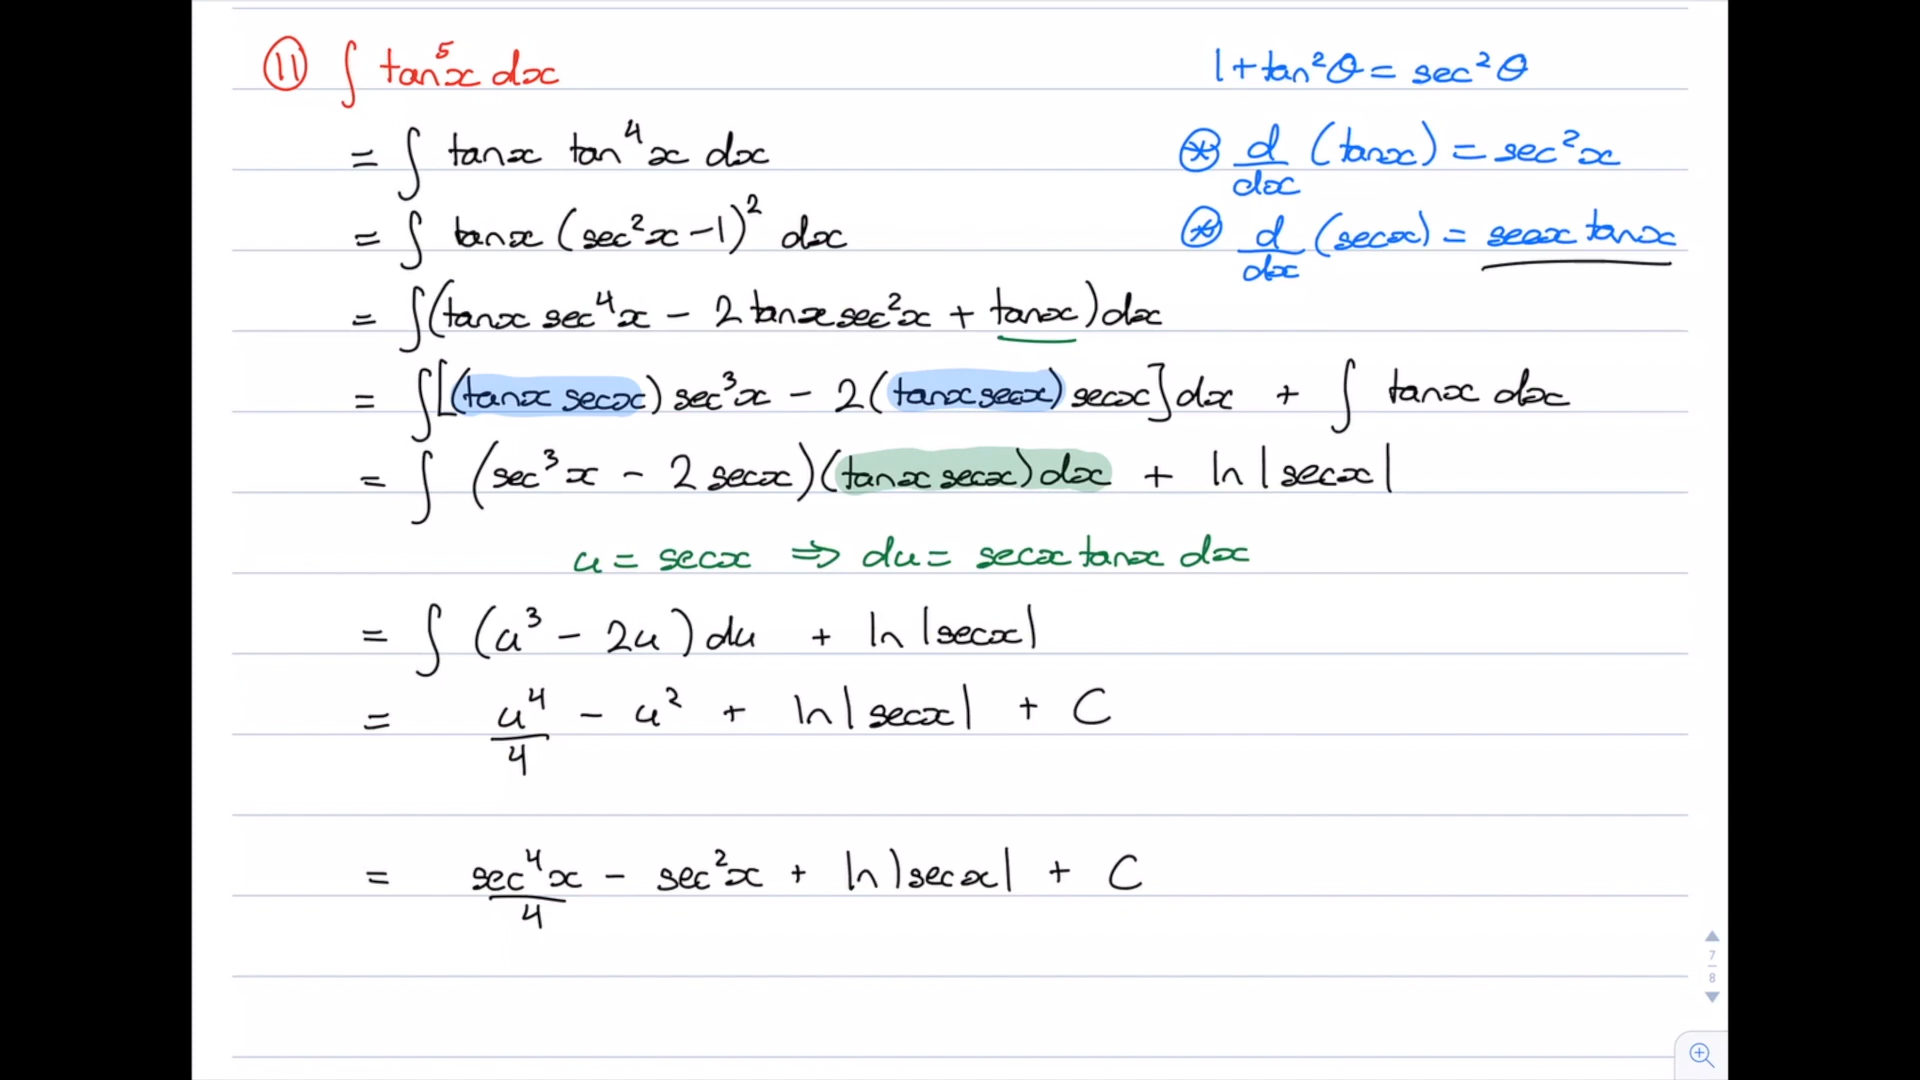 ⑪ ∫ tan⁵x dx
1 + tan²θ = sec²θ
= ∫ tanx tan⁴x dx
⊛ d/dx (tanx) = sec²x
= ∫ tanx (sec²x − 1)² dx
⊛ d/dx (secx) = secx tanx
= ∫(tanx sec⁴x − 2 tanx sec²x + tanx) dx
= ∫[(tanx secx) sec³x − 2(tanx secx) secx] dx + ∫ tanx dx
= ∫ (sec³x − 2 secx)(tanx secx) dx + ln|secx|
u = secx ⇒ du = secx tanx dx
= ∫ (u³ − 2u) du + ln|secx|
= u⁴/4 − u² + ln|secx| + C
= sec⁴x/4 − sec²x + ln|secx| + C
7
8